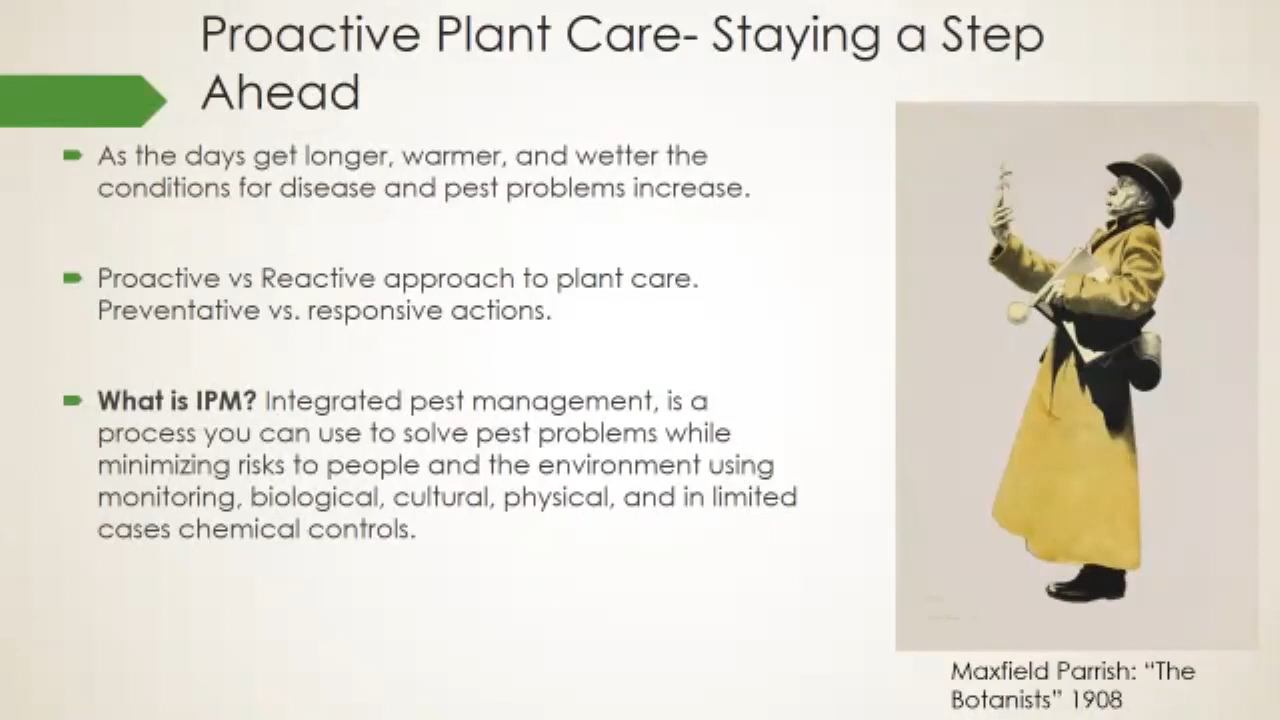 Proactive Plant Care- Staying a Step
Ahead
As the days get longer, warmer, and wetter the
conditions for disease and pest problems increase.
Proactive vs Reactive approach to plant care.
Preventative vs. responsive actions.
What is IPM? Integrated pest management, is a
process you can use to solve pest problems while
minimizing risks to people and the environment using
monitoring, biological, cultural, physical, and in limited
cases chemical controls.
Maxfield Parrish: “The
Botanists” 1908